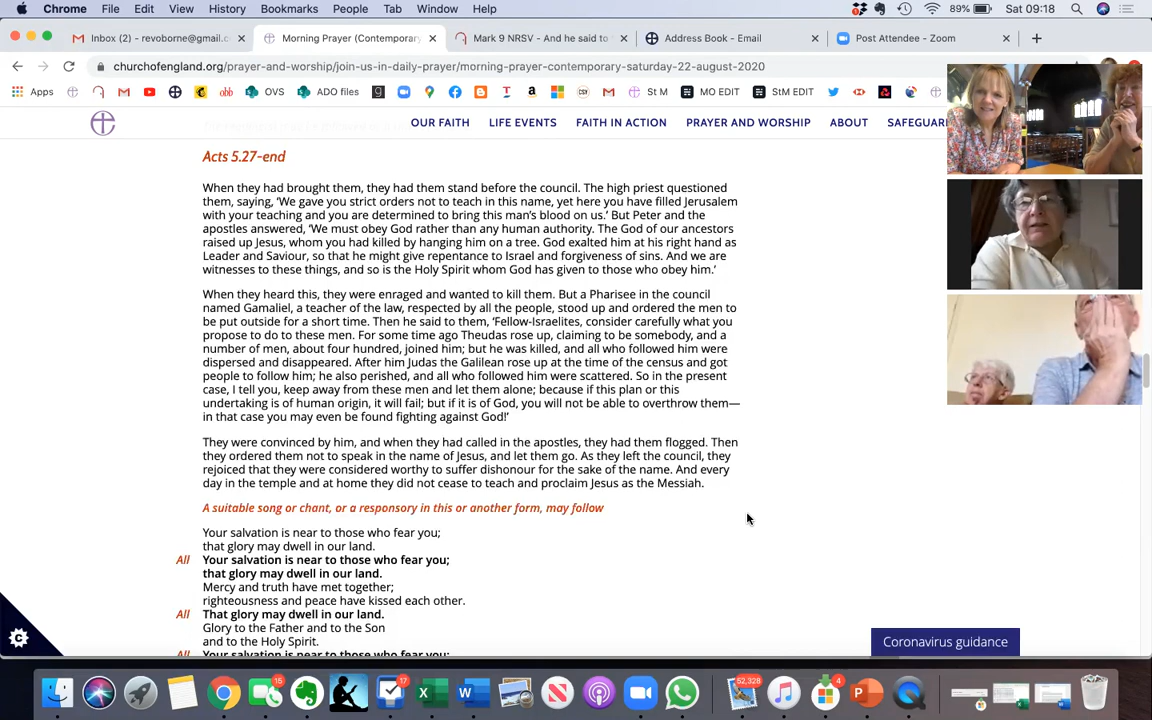 Chrome File Edit View History Bookmarks People Tab Window Help 89% Sat 09:18
Inbox (2) - revoborne@gmail.c Morning Prayer (Contemporary Mark 9 NRSV - And he said to Address Book - Email Post Attendee - Zoom
churchofengland.org/prayer-and-worship/join-us-in-daily-prayer/morning-prayer-contemporary-saturday-22-august-2020
Apps OVS ADO files St M MO EDIT StM EDIT
OUR FAITH LIFE EVENTS FAITH IN ACTION PRAYER AND WORSHIP ABOUT SAFEGUAR
Acts 5.27-end
When they had brought them, they had them stand before the council. The high priest questioned
them, saying, ‘We gave you strict orders not to teach in this name, yet here you have filled Jerusalem
with your teaching and you are determined to bring this man’s blood on us.’ But Peter and the
apostles answered, ‘We must obey God rather than any human authority. The God of our ancestors
raised up Jesus, whom you had killed by hanging him on a tree. God exalted him at his right hand as
Leader and Saviour, so that he might give repentance to Israel and forgiveness of sins. And we are
witnesses to these things, and so is the Holy Spirit whom God has given to those who obey him.’
When they heard this, they were enraged and wanted to kill them. But a Pharisee in the council
named Gamaliel, a teacher of the law, respected by all the people, stood up and ordered the men to
be put outside for a short time. Then he said to them, ‘Fellow-Israelites, consider carefully what you
propose to do to these men. For some time ago Theudas rose up, claiming to be somebody, and a
number of men, about four hundred, joined him; but he was killed, and all who followed him were
dispersed and disappeared. After him Judas the Galilean rose up at the time of the census and got
people to follow him; he also perished, and all who followed him were scattered. So in the present
case, I tell you, keep away from these men and let them alone; because if this plan or this
undertaking is of human origin, it will fail; but if it is of God, you will not be able to overthrow them—
in that case you may even be found fighting against God!’
They were convinced by him, and when they had called in the apostles, they had them flogged. Then
they ordered them not to speak in the name of Jesus, and let them go. As they left the council, they
rejoiced that they were considered worthy to suffer dishonour for the sake of the name. And every
day in the temple and at home they did not cease to teach and proclaim Jesus as the Messiah.
A suitable song or chant, or a responsory in this or another form, may follow
Your salvation is near to those who fear you;
that glory may dwell in our land.
All Your salvation is near to those who fear you;
that glory may dwell in our land.
Mercy and truth have met together;
righteousness and peace have kissed each other.
All That glory may dwell in our land.
Glory to the Father and to the Son
and to the Holy Spirit.
All Your salvation is near to those who fear you;
Coronavirus guidance
15 17 52,328 4